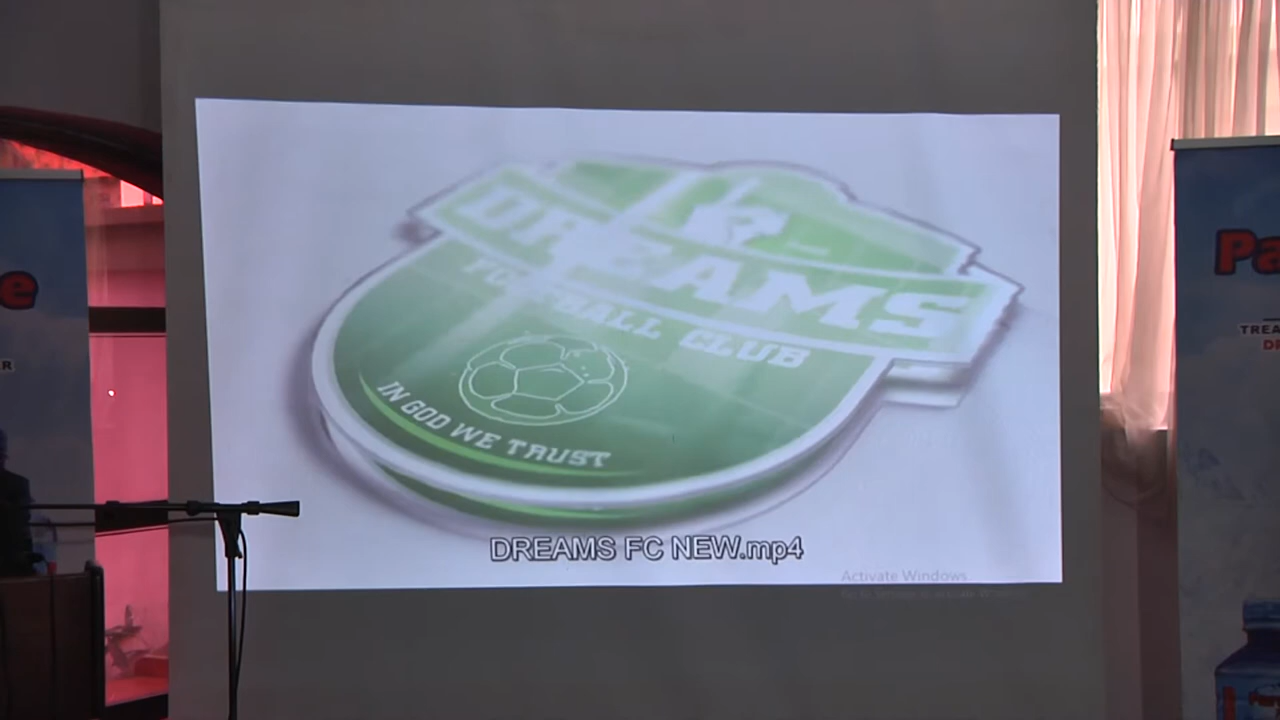 DREAMS
FOOTBALL CLUB
IN GOD WE TRUST
DREAMS FC NEW.mp4
Activate Windows
e
R
Pa
TREA